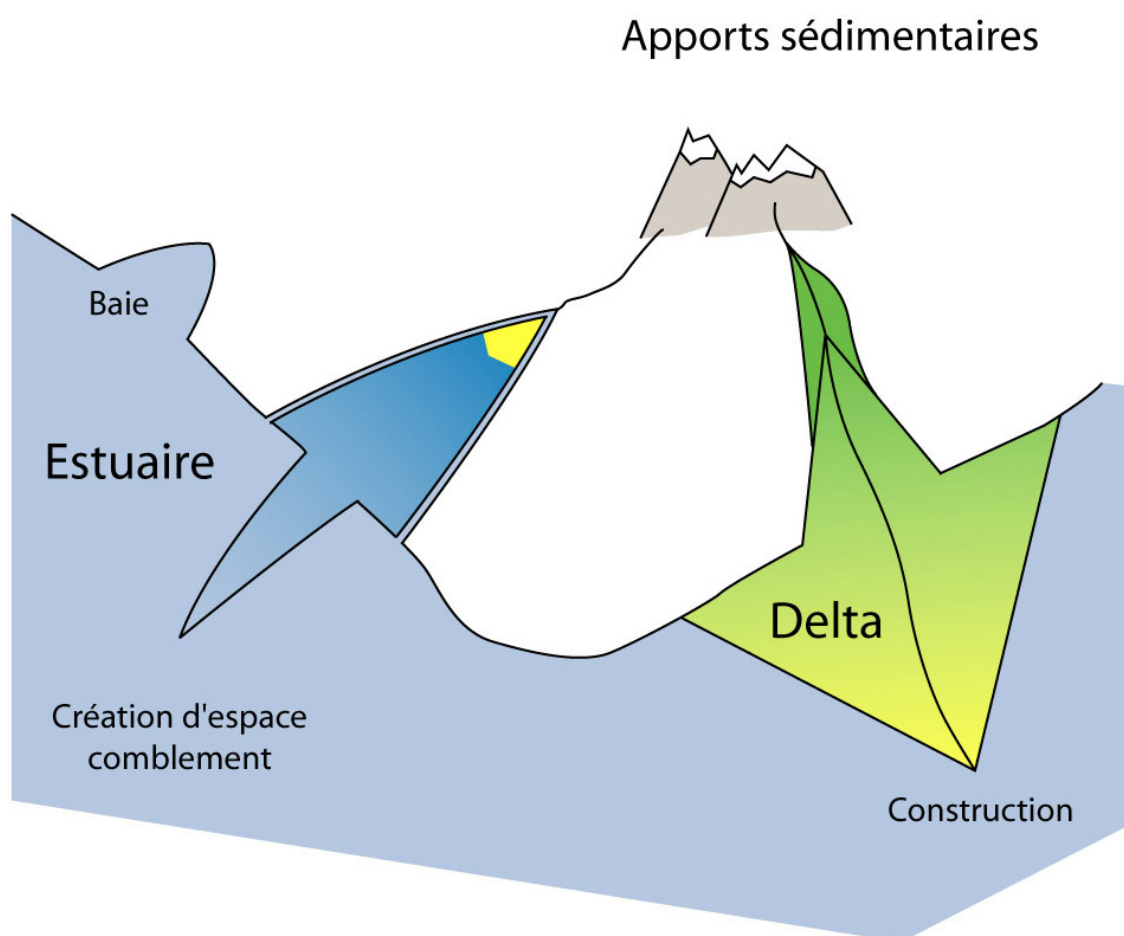 Apports sédimentaires
Baie
Estuaire
Création d'espace
comblement
Delta
Construction